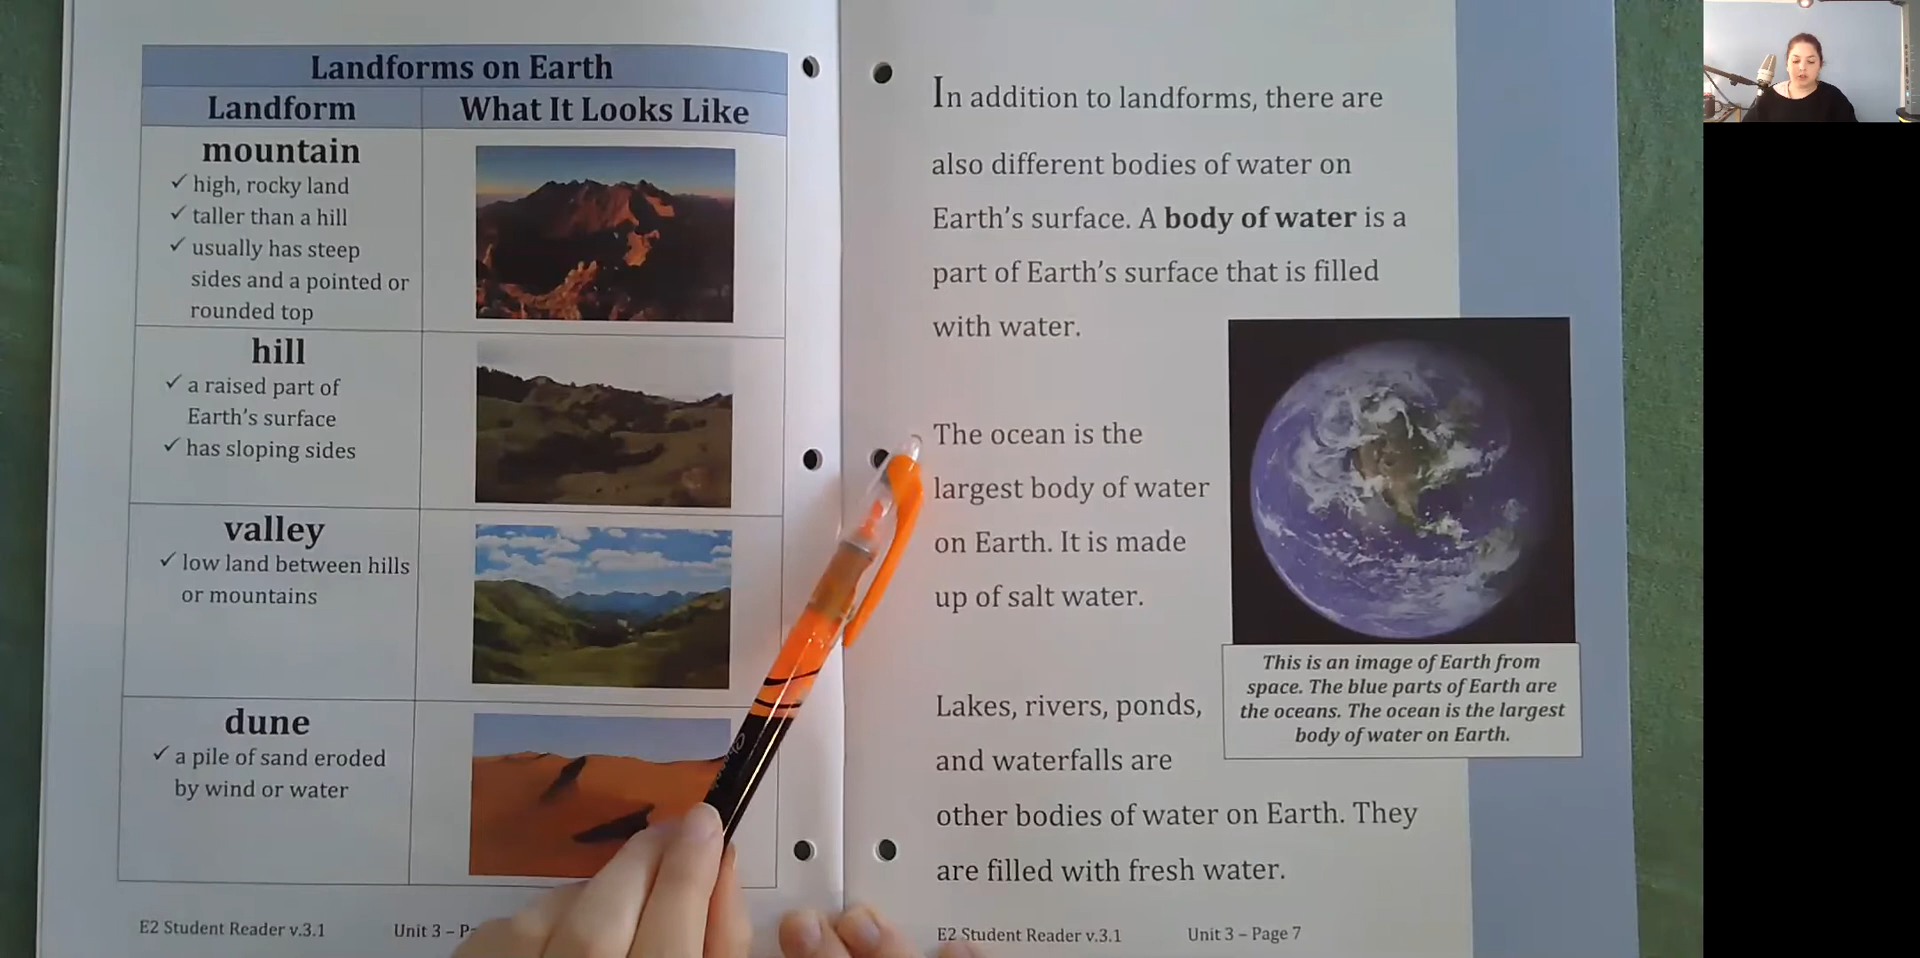 Landforms on Earth
Landform What It Looks Like
mountain
✓ high, rocky land
✓ taller than a hill
✓ usually has steep
sides and a pointed or
rounded top
hill
✓ a raised part of
Earth's surface
✓ has sloping sides
valley
✓ low land between hills
or mountains
dune
✓ a pile of sand eroded
by wind or water
E2 Student Reader v.3.1 Unit 3 –
In addition to landforms, there are
also different bodies of water on
Earth's surface. A body of water is a
part of Earth's surface that is filled
with water.
The ocean is the
largest body of water
on Earth. It is made
up of salt water.
This is an image of Earth from
space. The blue parts of Earth are
the oceans. The ocean is the largest
body of water on Earth.
Lakes, rivers, ponds,
and waterfalls are
other bodies of water on Earth. They
are filled with fresh water.
E2 Student Reader v.3.1 Unit 3 – Page 7